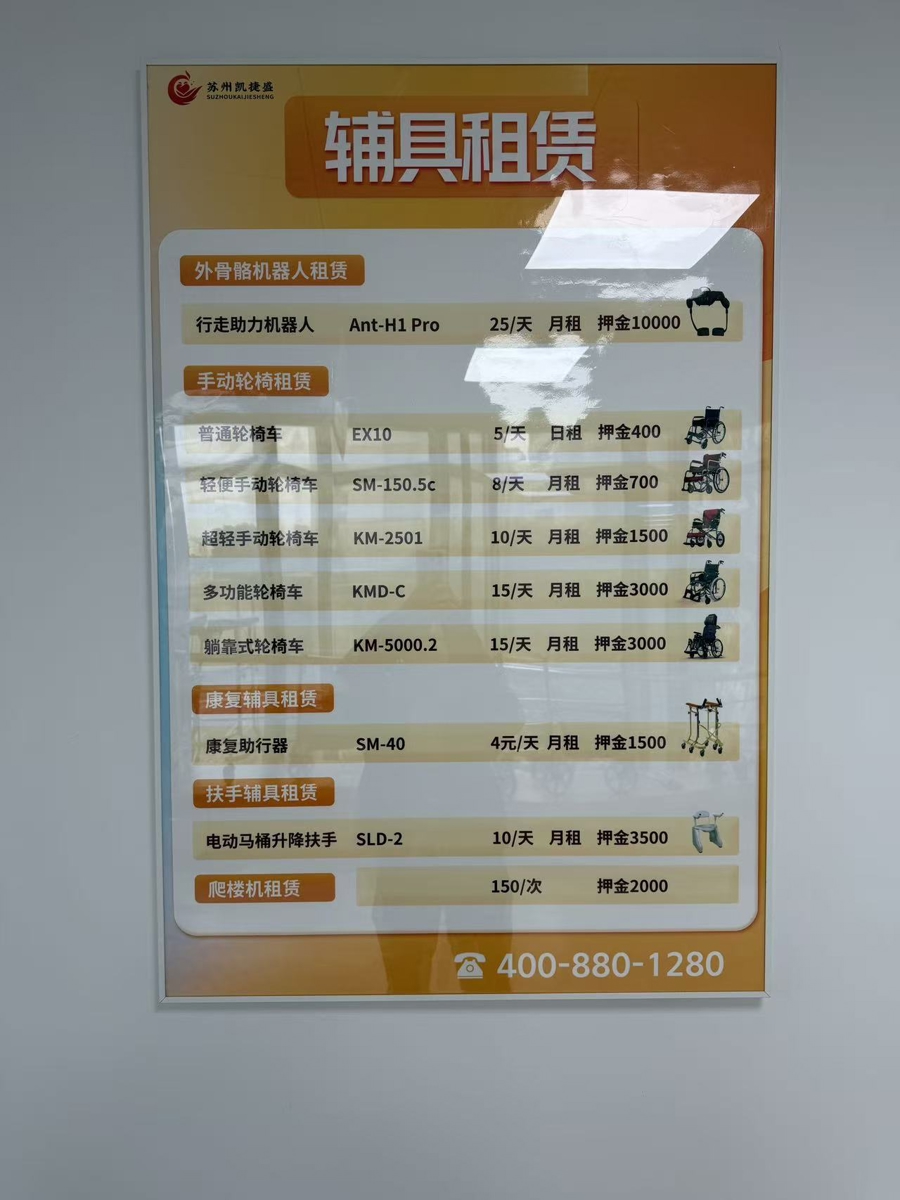 苏州凯捷盛
SUZHOUKAIJIESHENG
辅具租赁
外骨骼机器人租赁
行走助力机器人 Ant-H1 Pro 25/天 月租 押金10000
手动轮椅租赁
普通轮椅车 EX10 5/天 日租 押金400
轻便手动轮椅车 SM-150.5c 8/天 月租 押金700
超轻手动轮椅车 KM-2501 10/天 月租 押金1500
多功能轮椅车 KMD-C 15/天 月租 押金3000
躺靠式轮椅车 KM-5000.2 15/天 月租 押金3000
康复辅具租赁
康复助行器 SM-40 4元/天 月租 押金1500
扶手辅具租赁
电动马桶升降扶手 SLD-2 10/天 月租 押金3500
爬楼机租赁 150/次 押金2000
400-880-1280